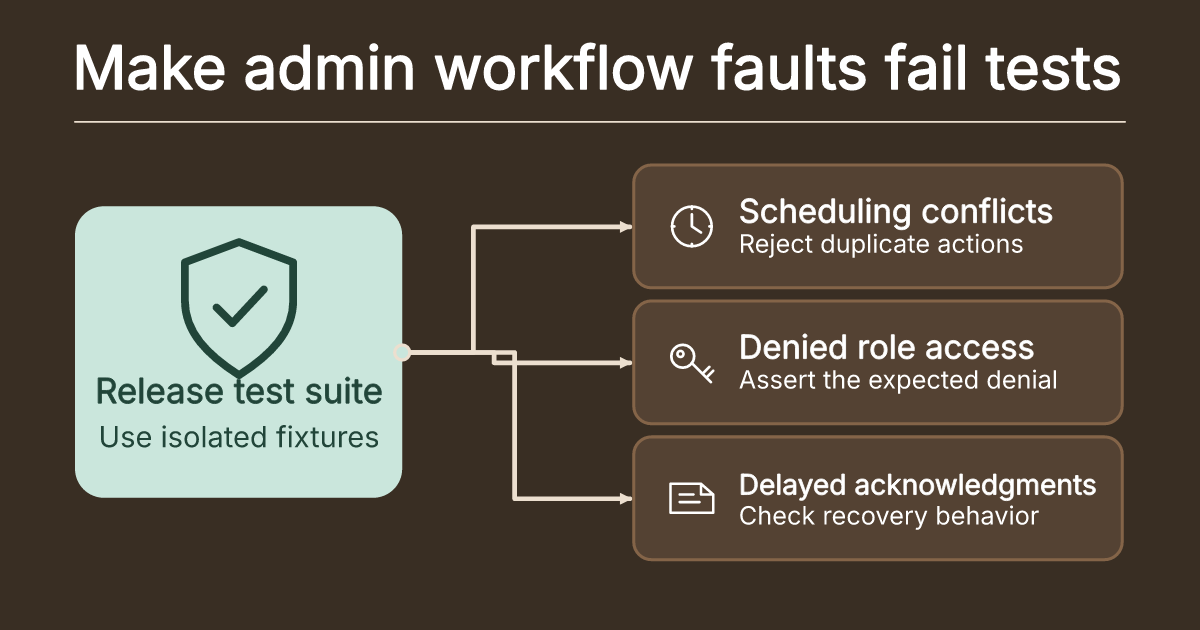 Make admin workflow faults fail tests
Release test suite
Use isolated fixtures
Scheduling conflicts
Reject duplicate actions
Denied role access
Assert the expected denial
Delayed acknowledgments
Check recovery behavior